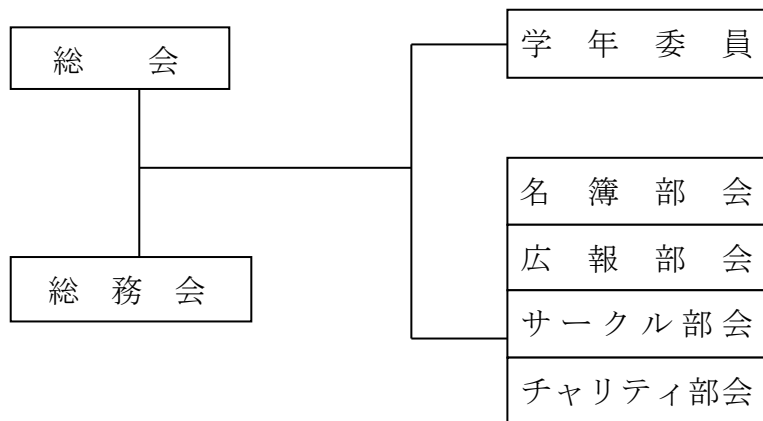 総会
総務会
学年委員
名簿部会
広報部会
サークル部会
チャリティ部会